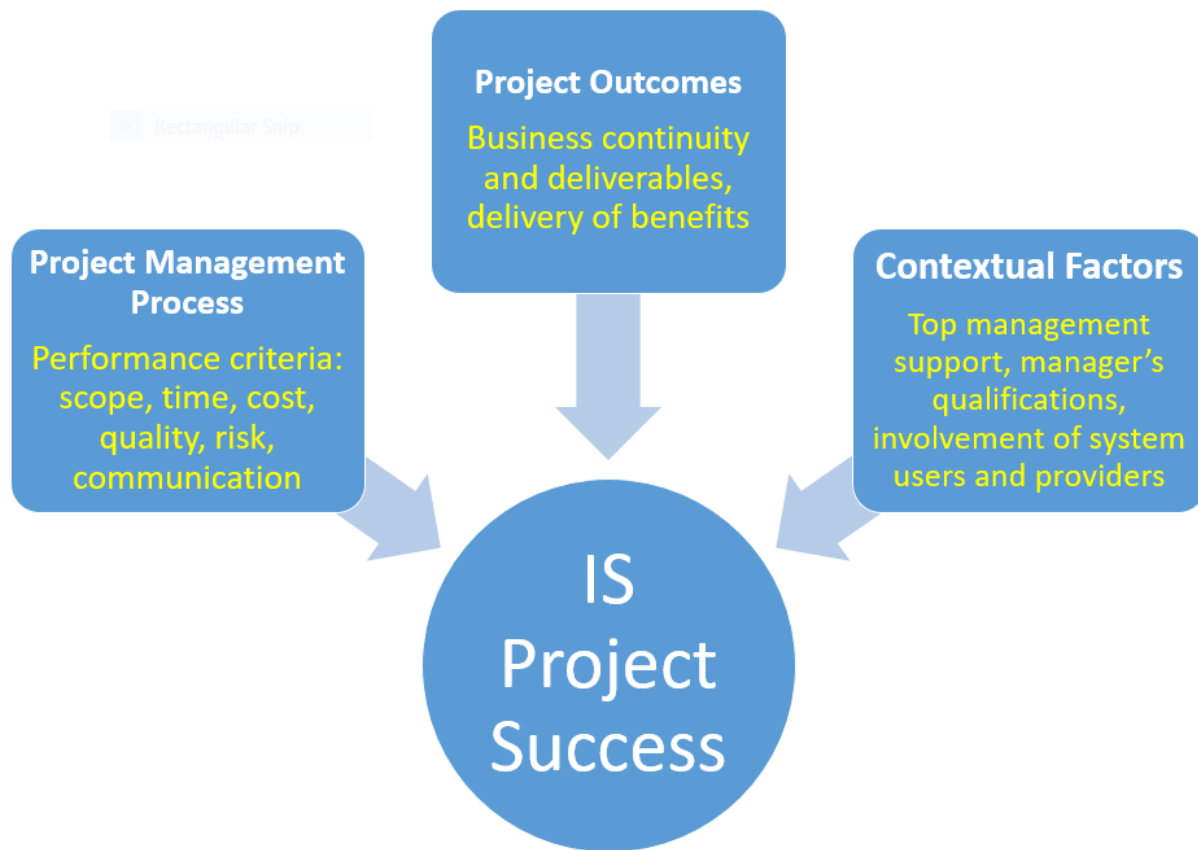 Project Outcomes
Business continuity
and deliverables,
delivery of benefits
Rectangular Snip
Project Management
Process
Performance criteria:
scope, time, cost,
quality, risk,
communication
Contextual Factors
Top management
support, manager’s
qualifications,
involvement of system
users and providers
IS
Project
Success